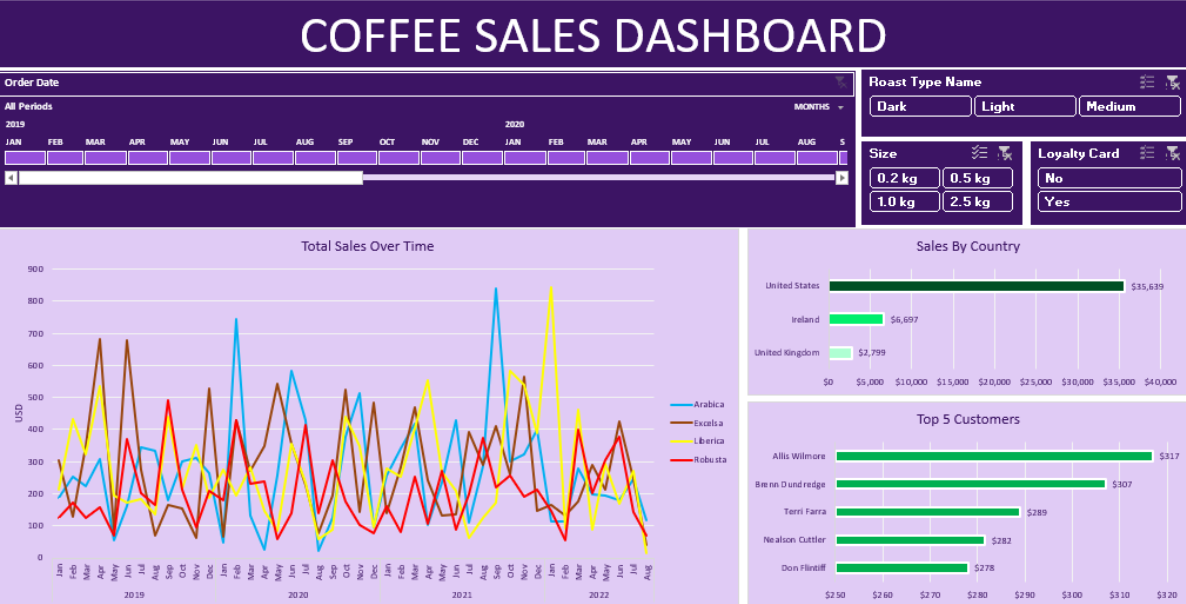 COFFEE SALES DASHBOARD
Order Date
All Periods MONTHS
2019 2020
JAN FEB MAR APR MAY JUN JUL AUG SEP OCT NOV DEC JAN FEB MAR APR MAY JUN JUL AUG S
Roast Type Name
Dark Light Medium
Size
0.2 kg 0.5 kg
1.0 kg 2.5 kg
Loyalty Card
No
Yes
Total Sales Over Time
900
800
700
600
500
400
300
200
100
0
USD
Jan Feb Mar Apr May Jun Jul Aug Sep Oct Nov Dec Jan Feb Mar Apr May Jun Jul Aug Sep Oct Nov Dec Jan Feb Mar Apr May Jun Jul Aug Sep Oct Nov Dec Jan Feb Mar Apr May Jun Jul Aug
2019 2020 2021 2022
Arabica
Excelsa
Liberica
Robusta
Sales By Country
United States $35,639
Ireland $6,697
United Kingdom $2,799
$0 $5,000 $10,000 $15,000 $20,000 $25,000 $30,000 $35,000 $40,000
Top 5 Customers
Allis Wilmore $317
Brenn Dundredge $307
Terri Farra $289
Nealson Cuttler $282
Don Flintiff $278
$250 $260 $270 $280 $290 $300 $310 $320